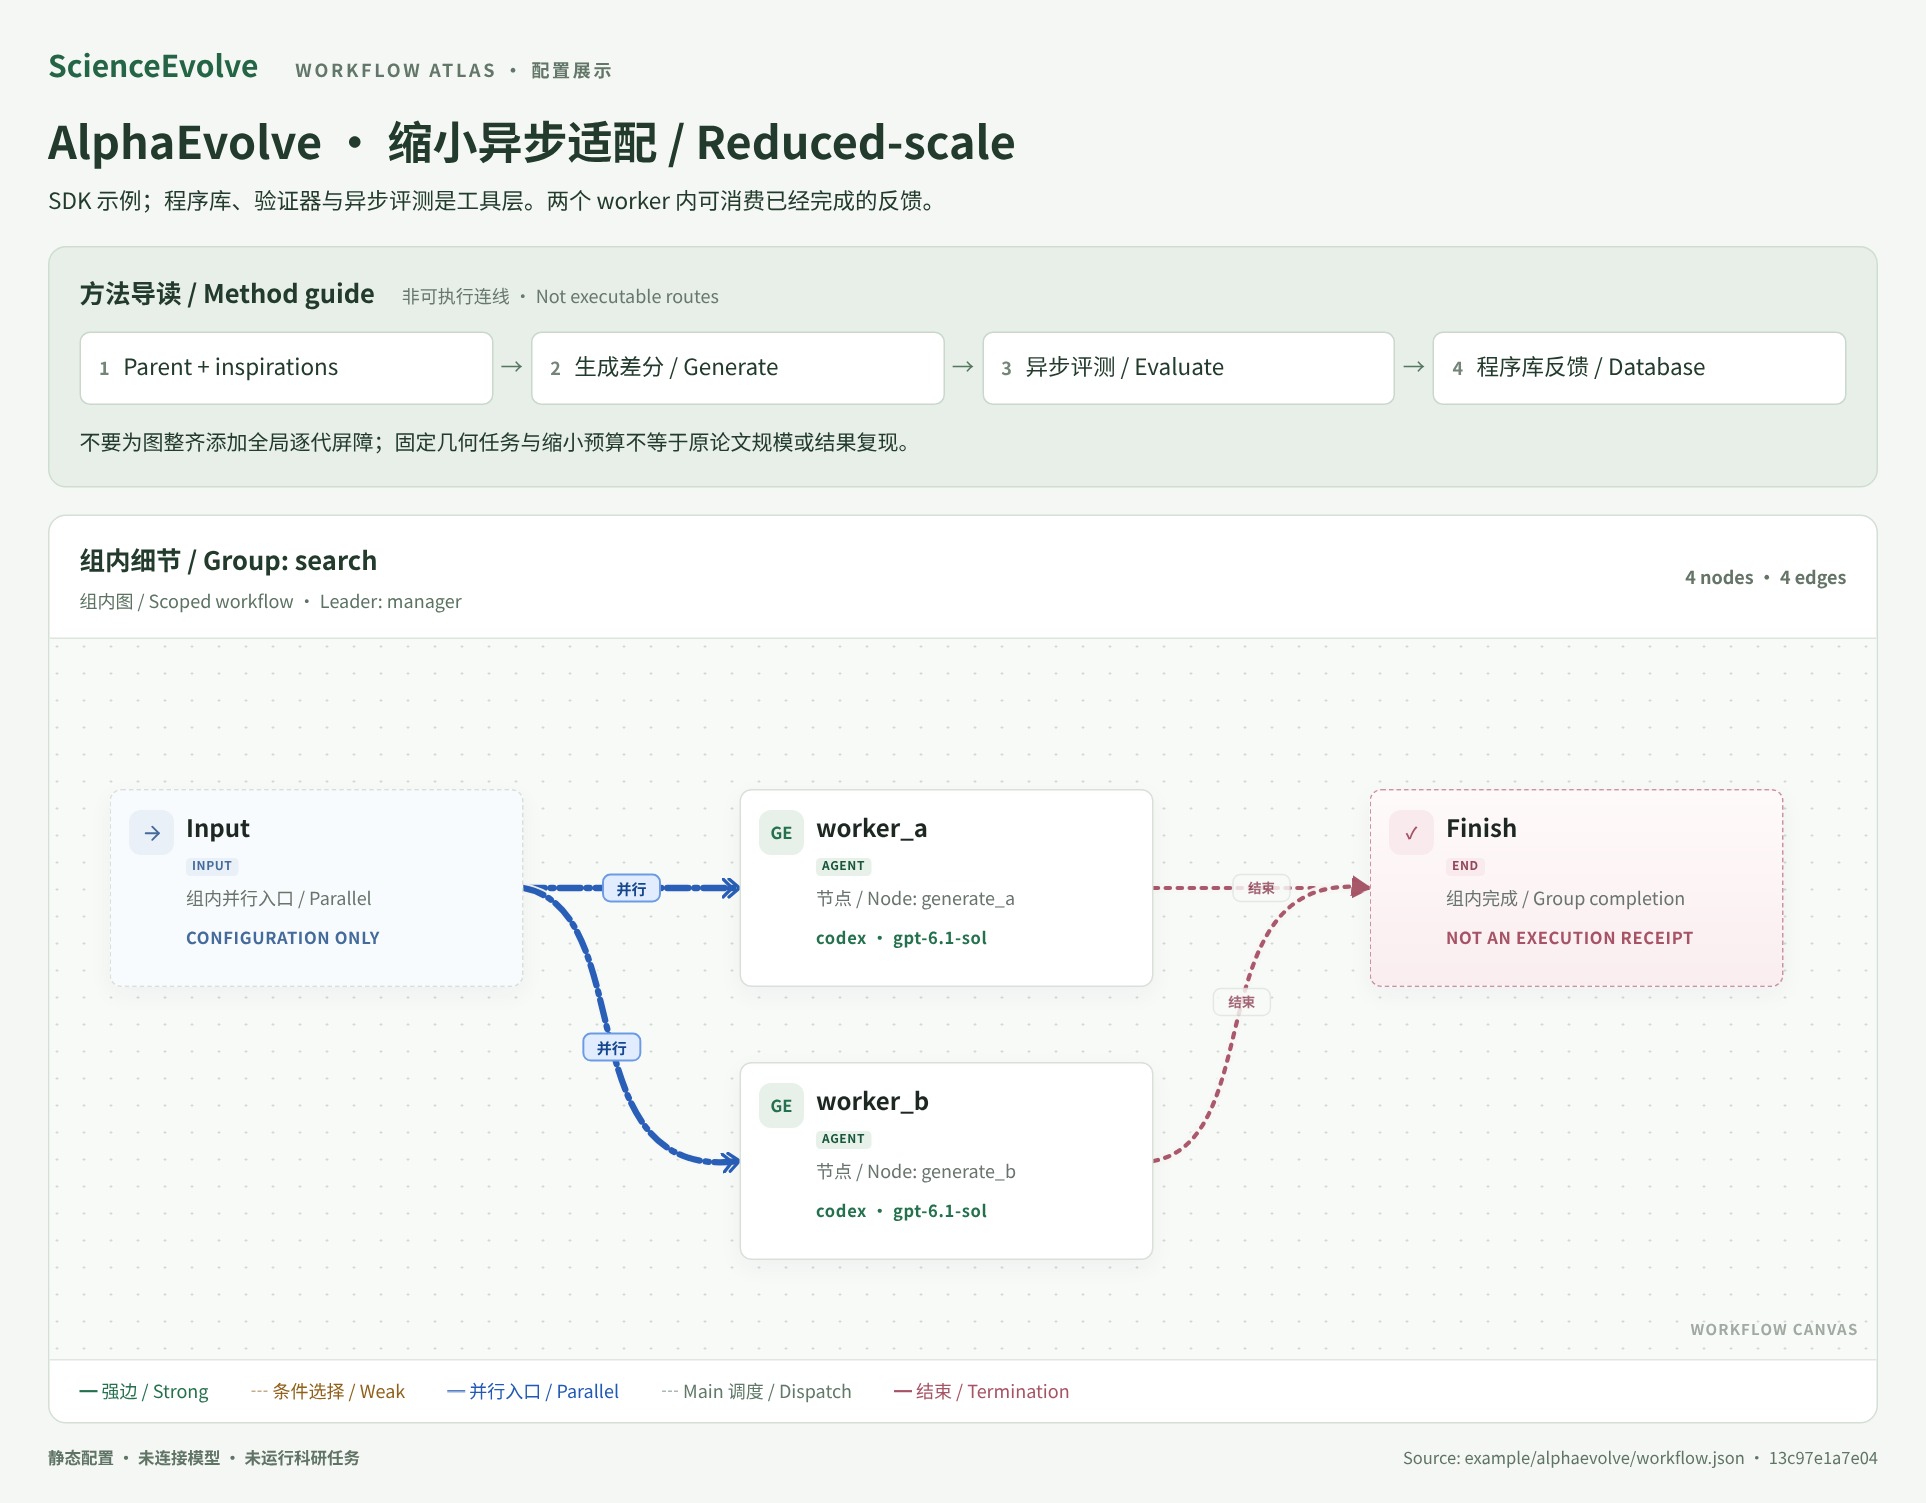 ScienceEvolve WORKFLOW ATLAS · 配置展示
AlphaEvolve · 缩小异步适配 / Reduced-scale
SDK 示例；程序库、验证器与异步评测是工具层。两个 worker 内可消费已经完成的反馈。
方法导读 / Method guide 非可执行连线 · Not executable routes
1 Parent + inspirations → 2 生成差分 / Generate → 3 异步评测 / Evaluate → 4 程序库反馈 / Database
不要为图整齐添加全局逐代屏障；固定几何任务与缩小预算不等于原论文规模或结果复现。
组内细节 / Group: search
4 nodes · 4 edges
组内图 / Scoped workflow · Leader: manager
→ Input
INPUT
组内并行入口 / Parallel
CONFIGURATION ONLY
并行
并行
GE worker_a
AGENT
节点 / Node: generate_a
codex · gpt-6.1-sol
GE worker_b
AGENT
节点 / Node: generate_b
codex · gpt-6.1-sol
结束
结束
✓ Finish
END
组内完成 / Group completion
NOT AN EXECUTION RECEIPT
WORKFLOW CANVAS
强边 / Strong 条件选择 / Weak 并行入口 / Parallel Main 调度 / Dispatch 结束 / Termination
静态配置 · 未连接模型 · 未运行科研任务
Source: example/alphaevolve/workflow.json · 13c97e1a7e04